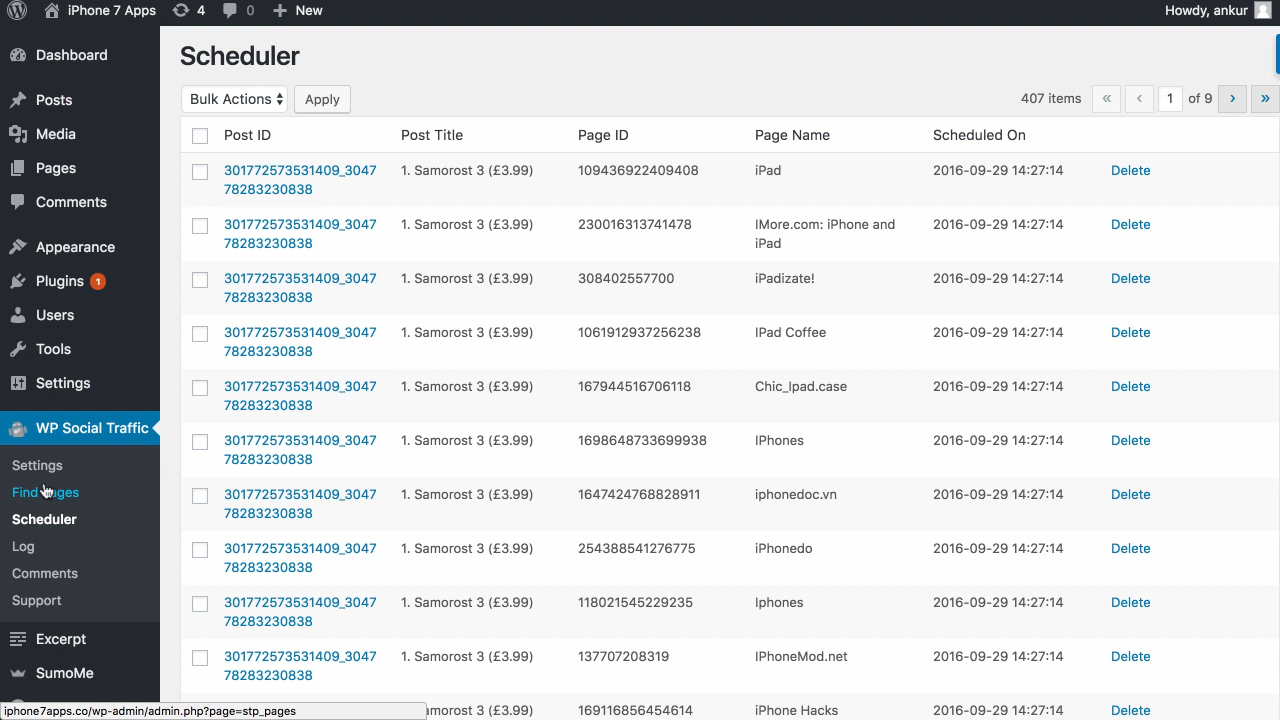 iPhone 7 Apps 4 0 New Howdy, ankur
Dashboard
Posts
Media
Pages
Comments
Appearance
Plugins 1
Users
Tools
Settings
WP Social Traffic
Settings
Find
Scheduler
Log
Comments
Support
Excerpt
SumoMe
iphone7apps.co/wp-admin/admin.php?page=stp_pages
Scheduler
Bulk Actions Apply 407 items « ‹ 1 of 9 › »
Post ID Post Title Page ID Page Name Scheduled On
301772573531409_3047 1. Samorost 3 (£3.99) 109436922409408 iPad 2016-09-29 14:27:14 Delete
78283230838
301772573531409_3047 1. Samorost 3 (£3.99) 230016313741478 IMore.com: iPhone and 2016-09-29 14:27:14 Delete
78283230838 iPad
301772573531409_3047 1. Samorost 3 (£3.99) 308402557700 iPadizate! 2016-09-29 14:27:14 Delete
78283230838
301772573531409_3047 1. Samorost 3 (£3.99) 1061912937256238 IPad Coffee 2016-09-29 14:27:14 Delete
78283230838
301772573531409_3047 1. Samorost 3 (£3.99) 167944516706118 Chic_Ipad.case 2016-09-29 14:27:14 Delete
78283230838
301772573531409_3047 1. Samorost 3 (£3.99) 1698648733699938 IPhones 2016-09-29 14:27:14 Delete
78283230838
301772573531409_3047 1. Samorost 3 (£3.99) 1647424768828911 iphonedoc.vn 2016-09-29 14:27:14 Delete
78283230838
301772573531409_3047 1. Samorost 3 (£3.99) 254388541276775 iPhonedo 2016-09-29 14:27:14 Delete
78283230838
301772573531409_3047 1. Samorost 3 (£3.99) 118021545229235 Iphones 2016-09-29 14:27:14 Delete
78283230838
301772573531409_3047 1. Samorost 3 (£3.99) 137707208319 IPhoneMod.net 2016-09-29 14:27:14 Delete
78283230838
amorost 3 (£3.99) 169116856454614 iPhone Hacks 2016-09-29 14:27:14 Delete